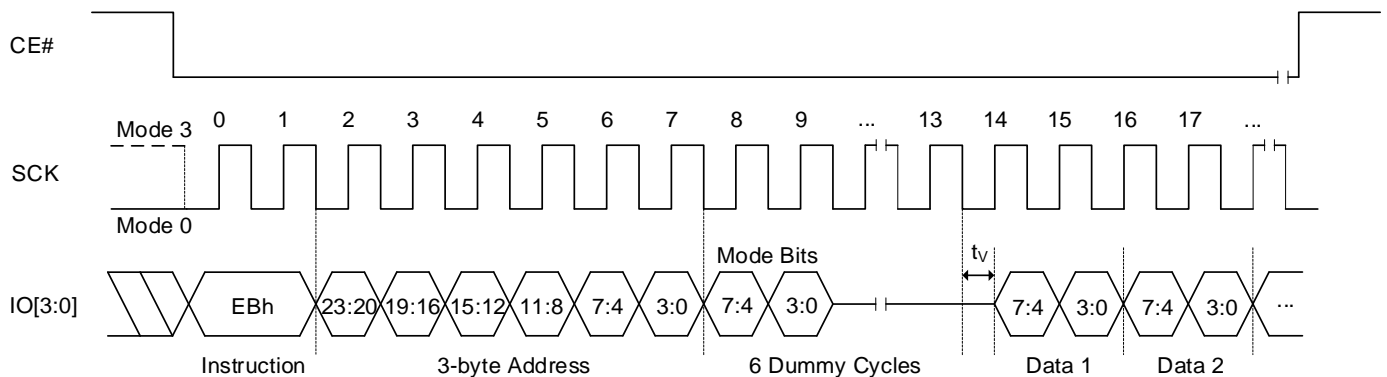 CE#
0 1 2 3 4 5 6 7 8 9 ... 13 14 15 16 17 ...
Mode 3
SCK
Mode 0
Mode Bits tV
IO[3:0] EBh 23:20 19:16 15:12 11:8 7:4 3:0 7:4 3:0 7:4 3:0 7:4 3:0 ...
Instruction 3-byte Address 6 Dummy Cycles Data 1 Data 2